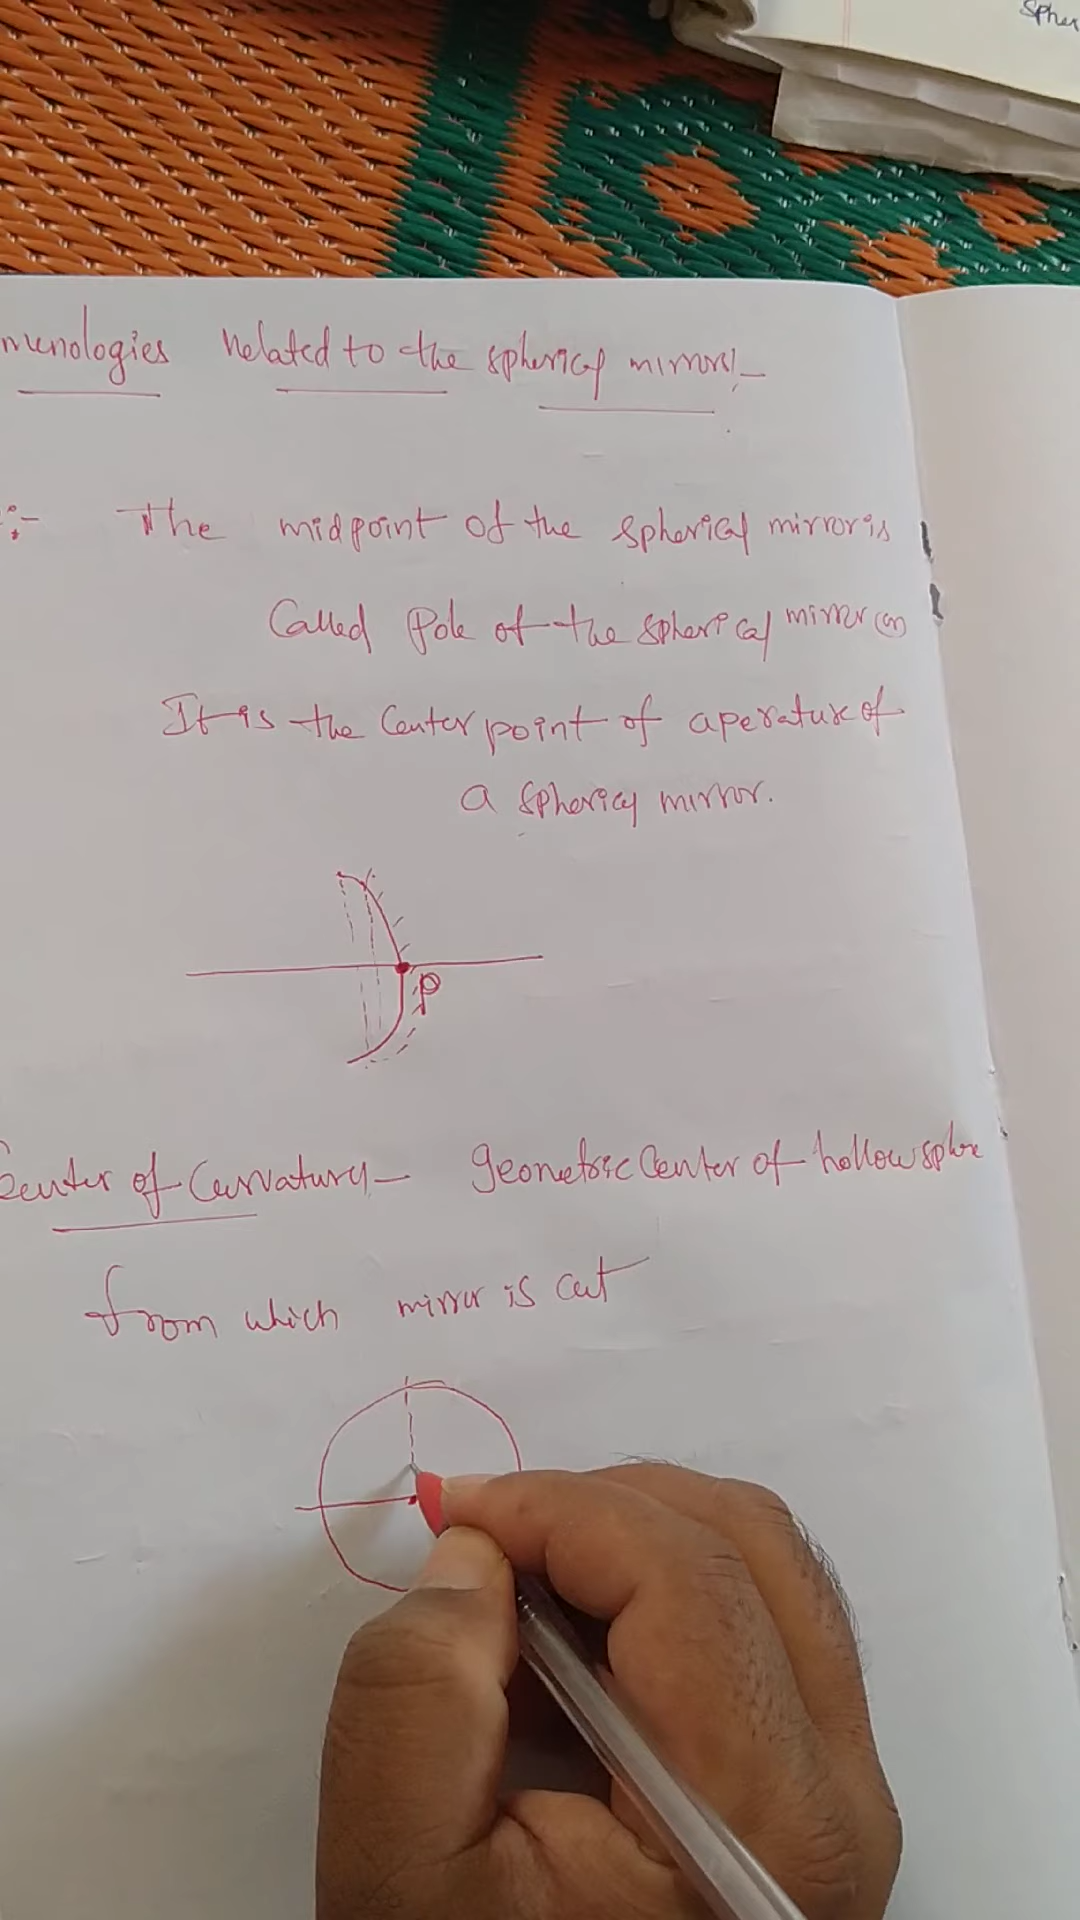 Spher
minologies related to the spherical mirror:-
:- The midpoint of the spherical mirror is
Called Pole of the spherical mirror (or)
It is the center point of aperature of
a spherical mirror.
P
Center of Curvature:- geometric center of hollow sphere
from which mirror is cut